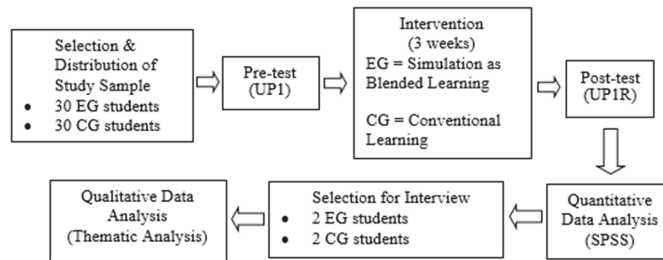 Selection &
Distribution of
Study Sample
• 30 EG students
• 30 CG students
Pre-test
(UP1)
Intervention
(3 weeks)
EG = Simulation as
Blended Learning
CG = Conventional
Learning
Post-test
(UP1R)
Quantitative
Data Analysis
(SPSS)
Selection for Interview
• 2 EG students
• 2 CG students
Qualitative Data
Analysis
(Thematic Analysis)